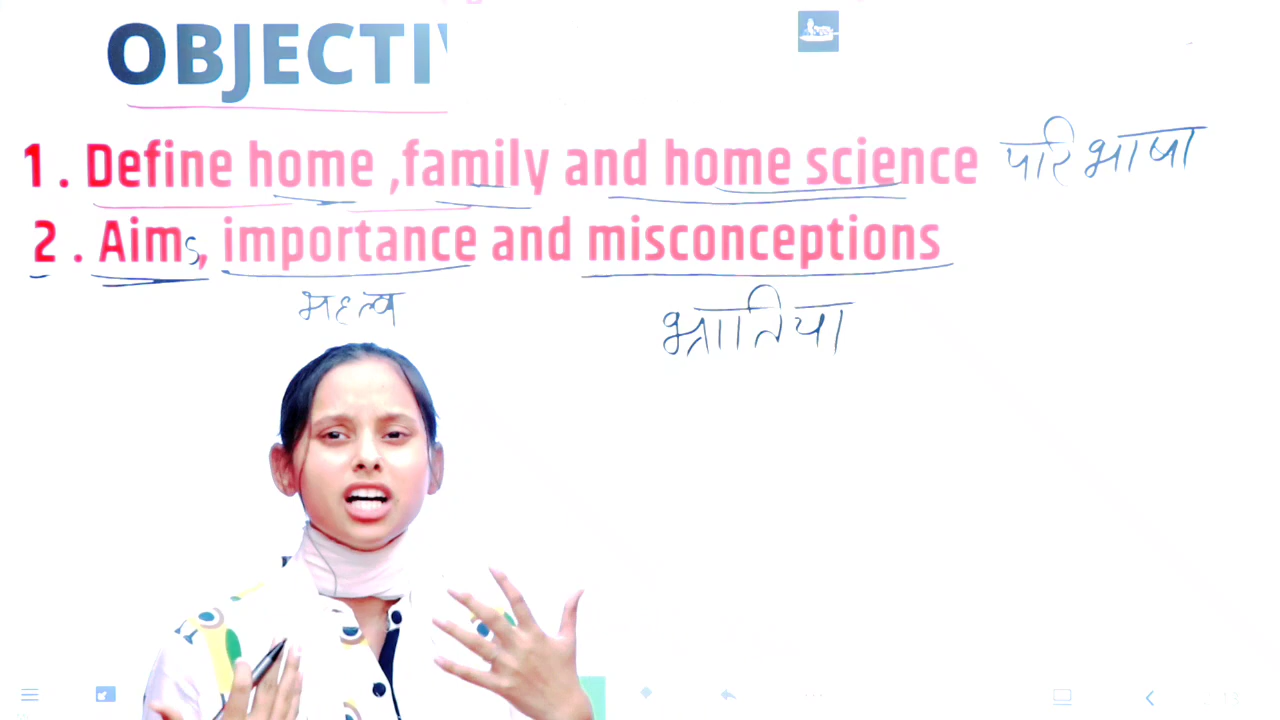 OBJECTI
1. Define home ,family and home science परिभाषा
2. Aims, importance and misconceptions
महत्व भ्रातिया